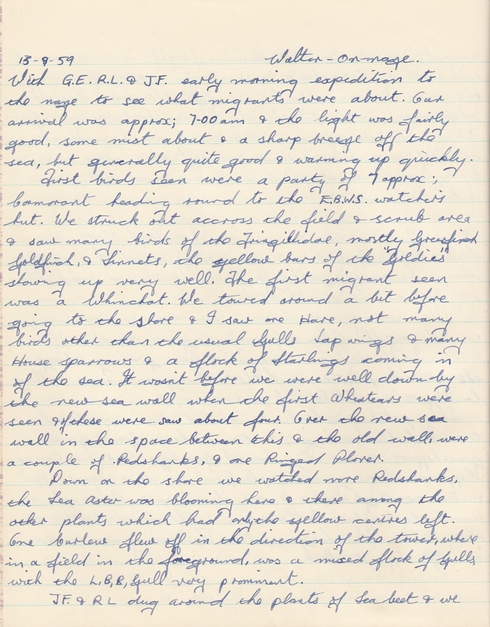 13-9-59 Walton-On-naze.
With G.E. R.L & J.F. early morning expedition to
the naze to see what migrants were about. Our
arrival was approx; 7-00am & the light was fairly
good, some mist about & a sharp breeze off the
sea, but generally quite good & warming up quickly.
First birds seen were a party of 7 approx;
Cormorant heading round to the E.B.W.S. watchers
hut. We struck out accross the field & scrub area
& saw many birds of the Fringillidae, mostly Greenfinch
Goldfinch, & Linnets, the yellow bars of the "Goldies"
showing up very well. The first migrant seen
was a Whinchat. We toured around a bit before
going to the shore & I saw one Hare, not many
birds other than the usual Gulls Lapwings & many
House sparrows & a flock of Starlings coming in
of the sea. It wasn't before we were well down by
the new sea wall when the first Wheatears were
seen & of these were saw about four. Over the new sea
wall in the space between this & the old wall, were
a couple of Redshanks, & one Ringed Plover.
Down on the shore we watched more Redshanks,
the Sea Aster was blooming here & there among the
other plants which had only the yellow centres left.
One Curlew flew off in the direction of the tower, where
in a field in the foreground, was a mixed flock of Gulls
with the L.B.B. Gull very prominent.
J.F. & R.L dug around the plants of Sea beet & we